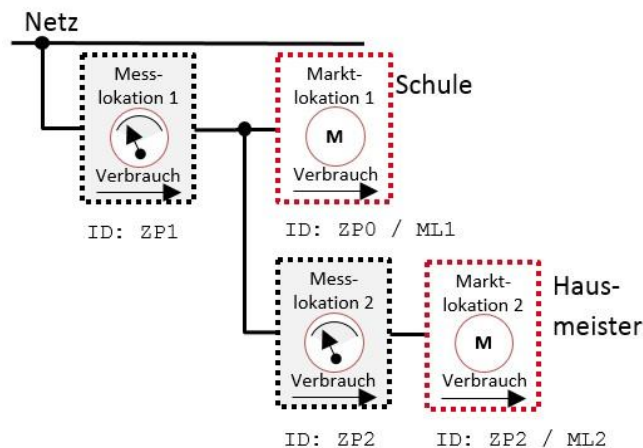 Netz
Mess-
lokation 1
Verbrauch
ID: ZP1
Markt-
lokation 1
M
Verbrauch
Schule
ID: ZP0 / ML1
Mess-
lokation 2
Verbrauch
ID: ZP2
Markt-
lokation 2
M
Verbrauch
Haus-
meister
ID: ZP2 / ML2